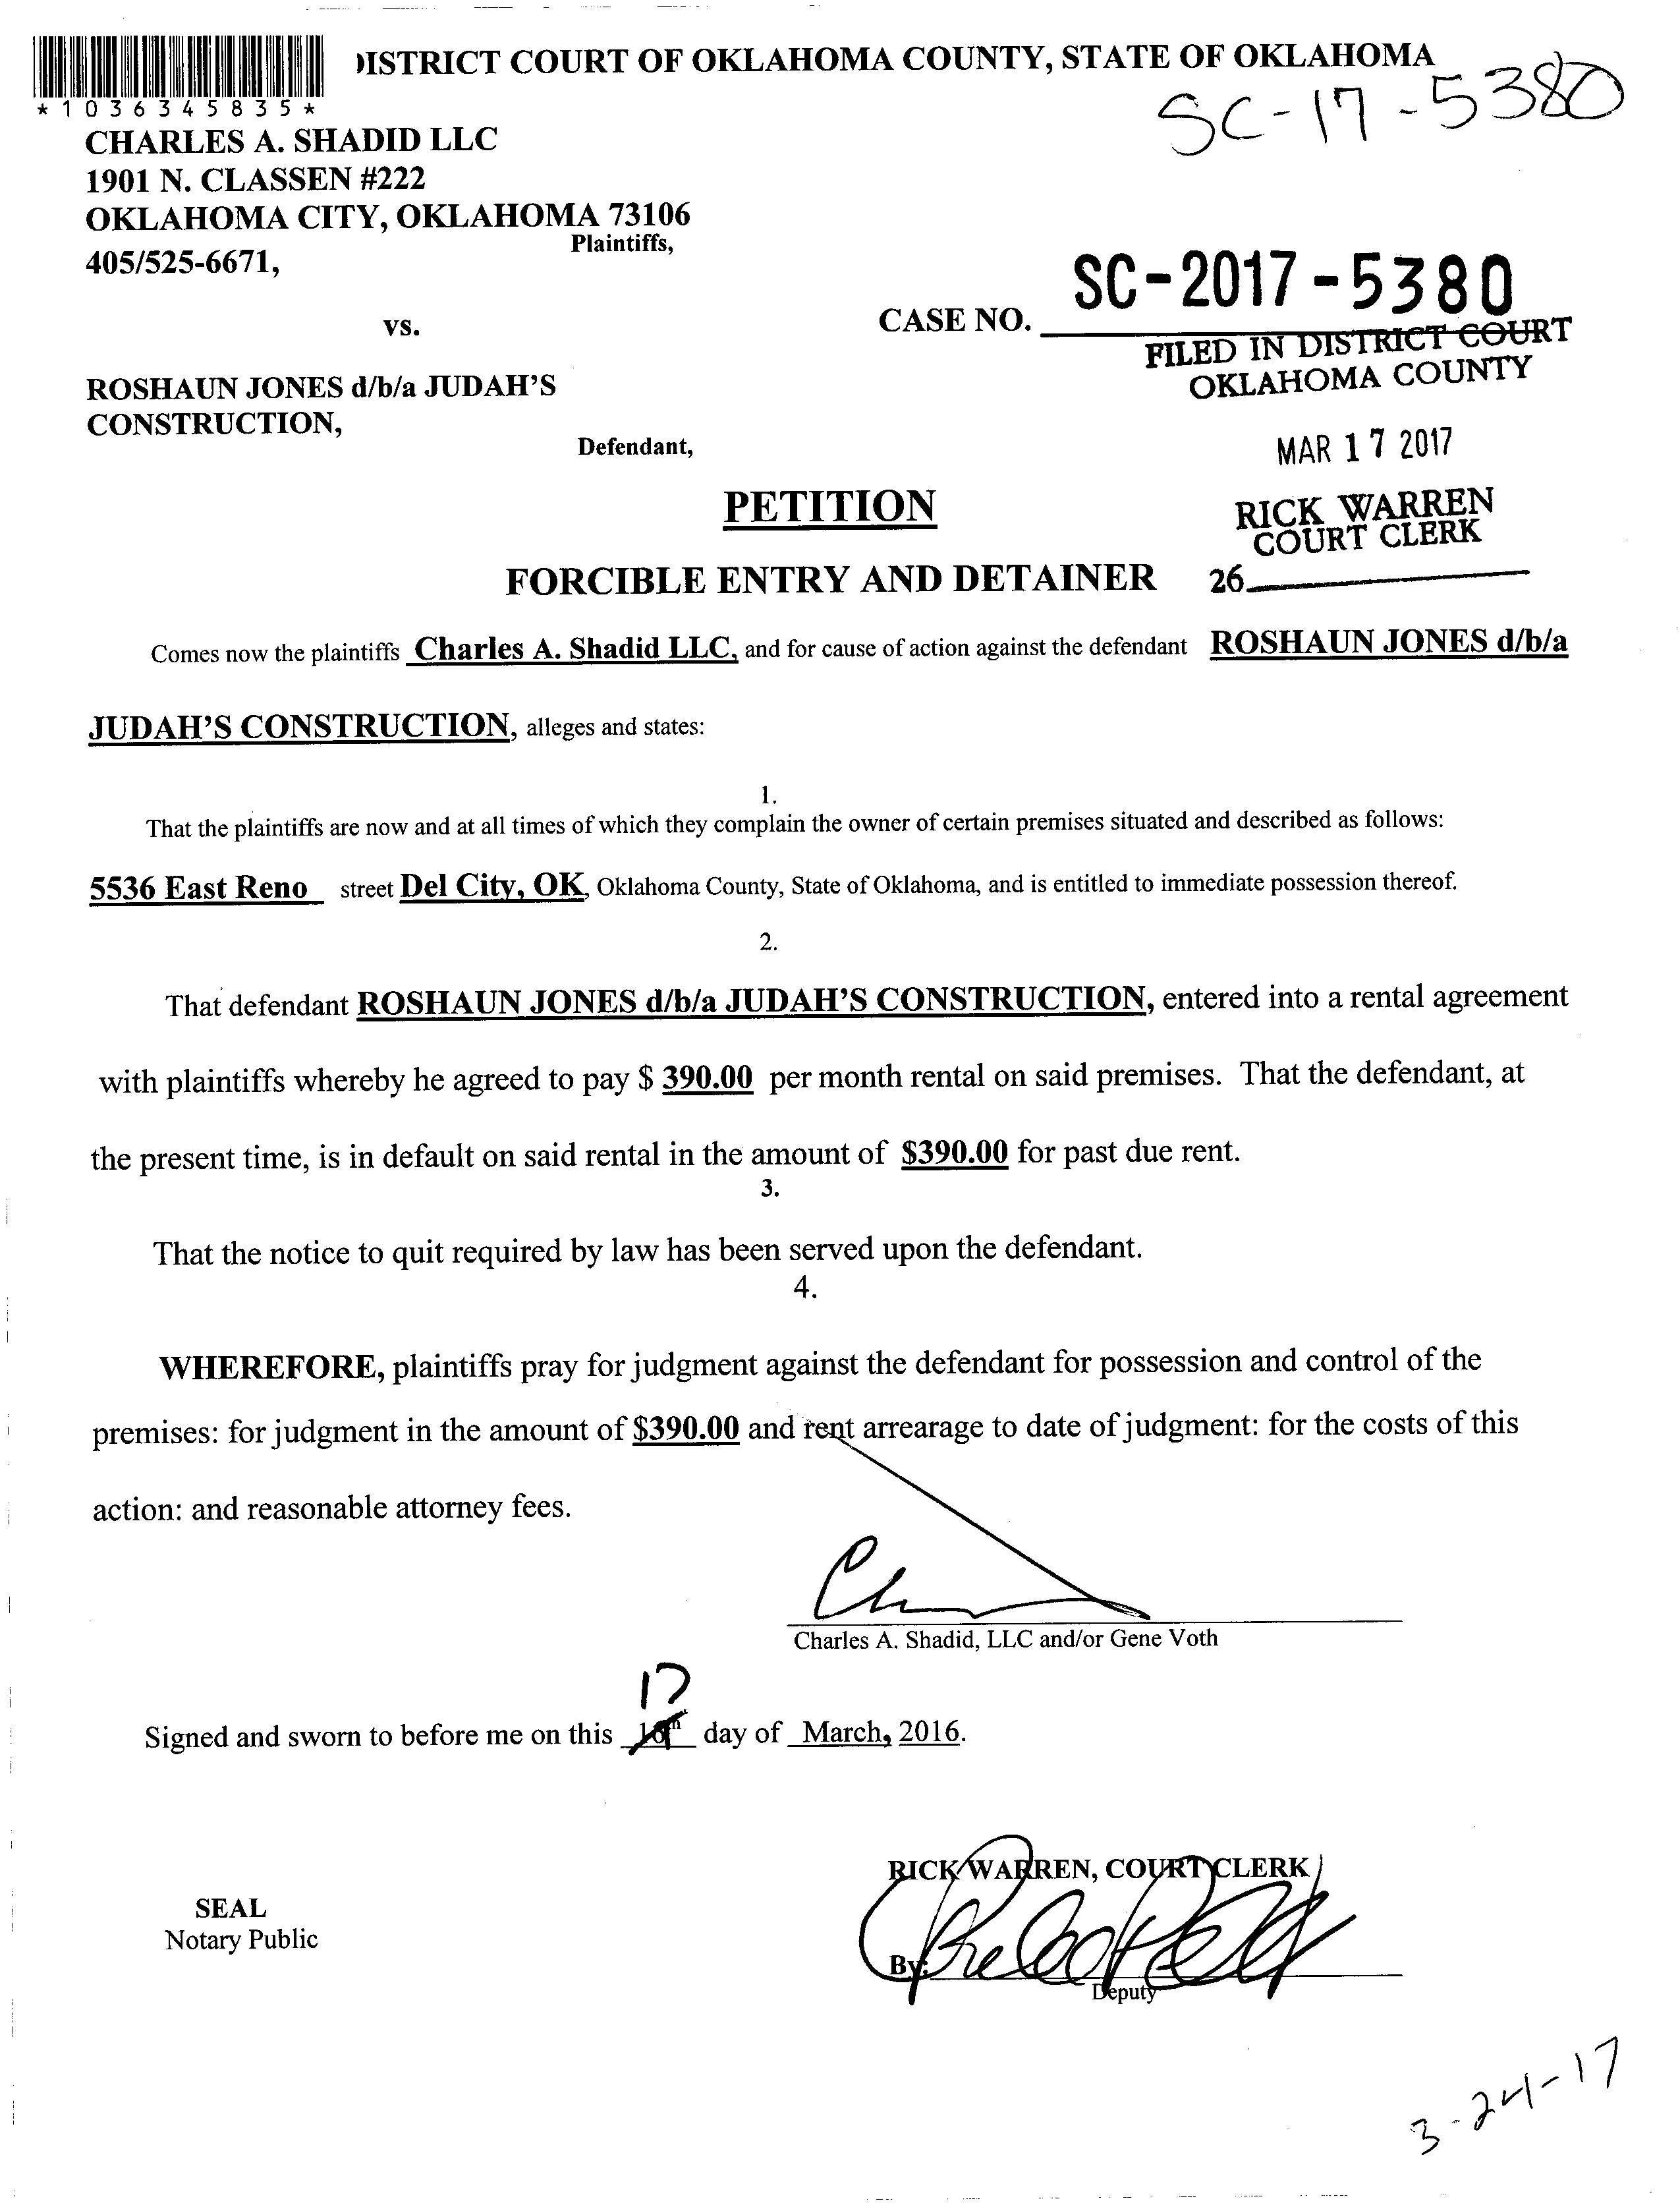 ISTRICT COURT OF OKLAHOMA COUNTY, STATE OF OKLAHOMA
*1036345835*
SC-17-5380
CHARLES A. SHADID LLC
1901 N. CLASSEN #222
OKLAHOMA CITY, OKLAHOMA 73106
Plaintiffs,
405/525-6671,
vs.
CASE NO. SC-2017-5380
FILED IN DISTRICT COURT
OKLAHOMA COUNTY
ROSHAUN JONES d/b/a JUDAH'S
CONSTRUCTION,
Defendant,
MAR 17 2017
PETITION
RICK WARREN
COURT CLERK
FORCIBLE ENTRY AND DETAINER
26
Comes now the plaintiffs Charles A. Shadid LLC, and for cause of action against the defendant ROSHAUN JONES d/b/a
JUDAH'S CONSTRUCTION, alleges and states:
1.
That the plaintiffs are now and at all times of which they complain the owner of certain premises situated and described as follows:
5536 East Reno street Del City, OK, Oklahoma County, State of Oklahoma, and is entitled to immediate possession thereof.
2.
That defendant ROSHAUN JONES d/b/a JUDAH'S CONSTRUCTION, entered into a rental agreement
with plaintiffs whereby he agreed to pay $ 390.00 per month rental on said premises. That the defendant, at
the present time, is in default on said rental in the amount of $390.00 for past due rent.
3.
That the notice to quit required by law has been served upon the defendant.
4.
WHEREFORE, plaintiffs pray for judgment against the defendant for possession and control of the
premises: for judgment in the amount of $390.00 and rent arrearage to date of judgment: for the costs of this
action: and reasonable attorney fees.
Charles A. Shadid, LLC and/or Gene Voth
17
Signed and sworn to before me on this day of March, 2016.
RICK WARREN, COURT CLERK
SEAL
Notary Public
By:
Deputy
3-24-17